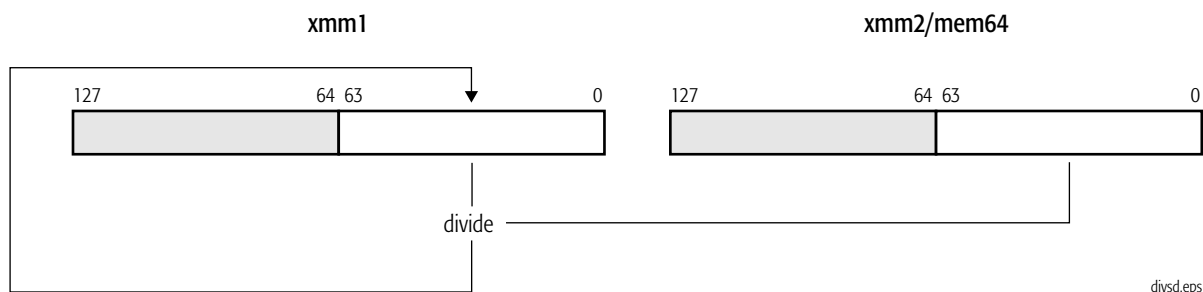 xmm1 xmm2/mem64
127 64 63 0 127 64 63 0
divide
divsd.eps